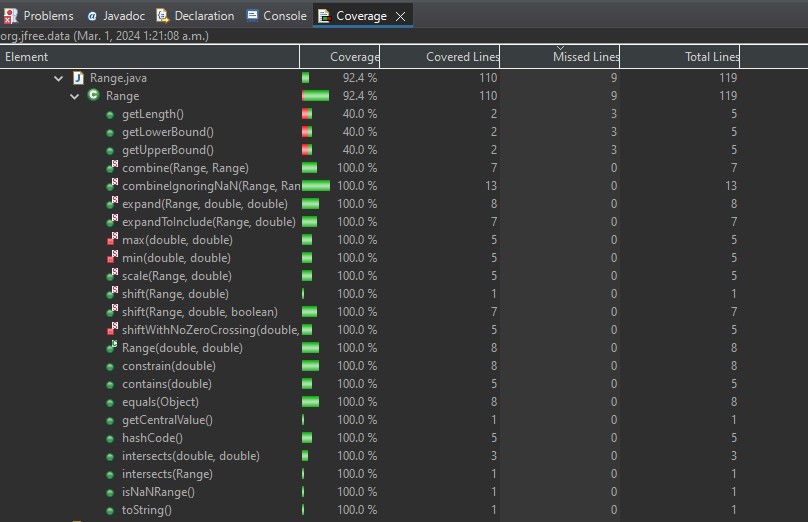 Problems Javadoc Declaration Console Coverage
org.jfree.data (Mar. 1, 2024 1:21:08 a.m.)
Element Coverage Covered Lines Missed Lines Total Lines
Range.java 92.4 % 110 9 119
Range 92.4 % 110 9 119
getLength() 40.0 % 2 3 5
getLowerBound() 40.0 % 2 3 5
getUpperBound() 40.0 % 2 3 5
combine(Range, Range) 100.0 % 7 0 7
combineIgnoringNaN(Range, Ran 100.0 % 13 0 13
expand(Range, double, double) 100.0 % 8 0 8
expandToInclude(Range, double) 100.0 % 7 0 7
max(double, double) 100.0 % 5 0 5
min(double, double) 100.0 % 5 0 5
scale(Range, double) 100.0 % 5 0 5
shift(Range, double) 100.0 % 1 0 1
shift(Range, double, boolean) 100.0 % 7 0 7
shiftWithNoZeroCrossing(double, 100.0 % 5 0 5
Range(double, double) 100.0 % 8 0 8
constrain(double) 100.0 % 8 0 8
contains(double) 100.0 % 5 0 5
equals(Object) 100.0 % 8 0 8
getCentralValue() 100.0 % 1 0 1
hashCode() 100.0 % 5 0 5
intersects(double, double) 100.0 % 3 0 3
intersects(Range) 100.0 % 1 0 1
isNaNRange() 100.0 % 1 0 1
toString() 100.0 % 1 0 1